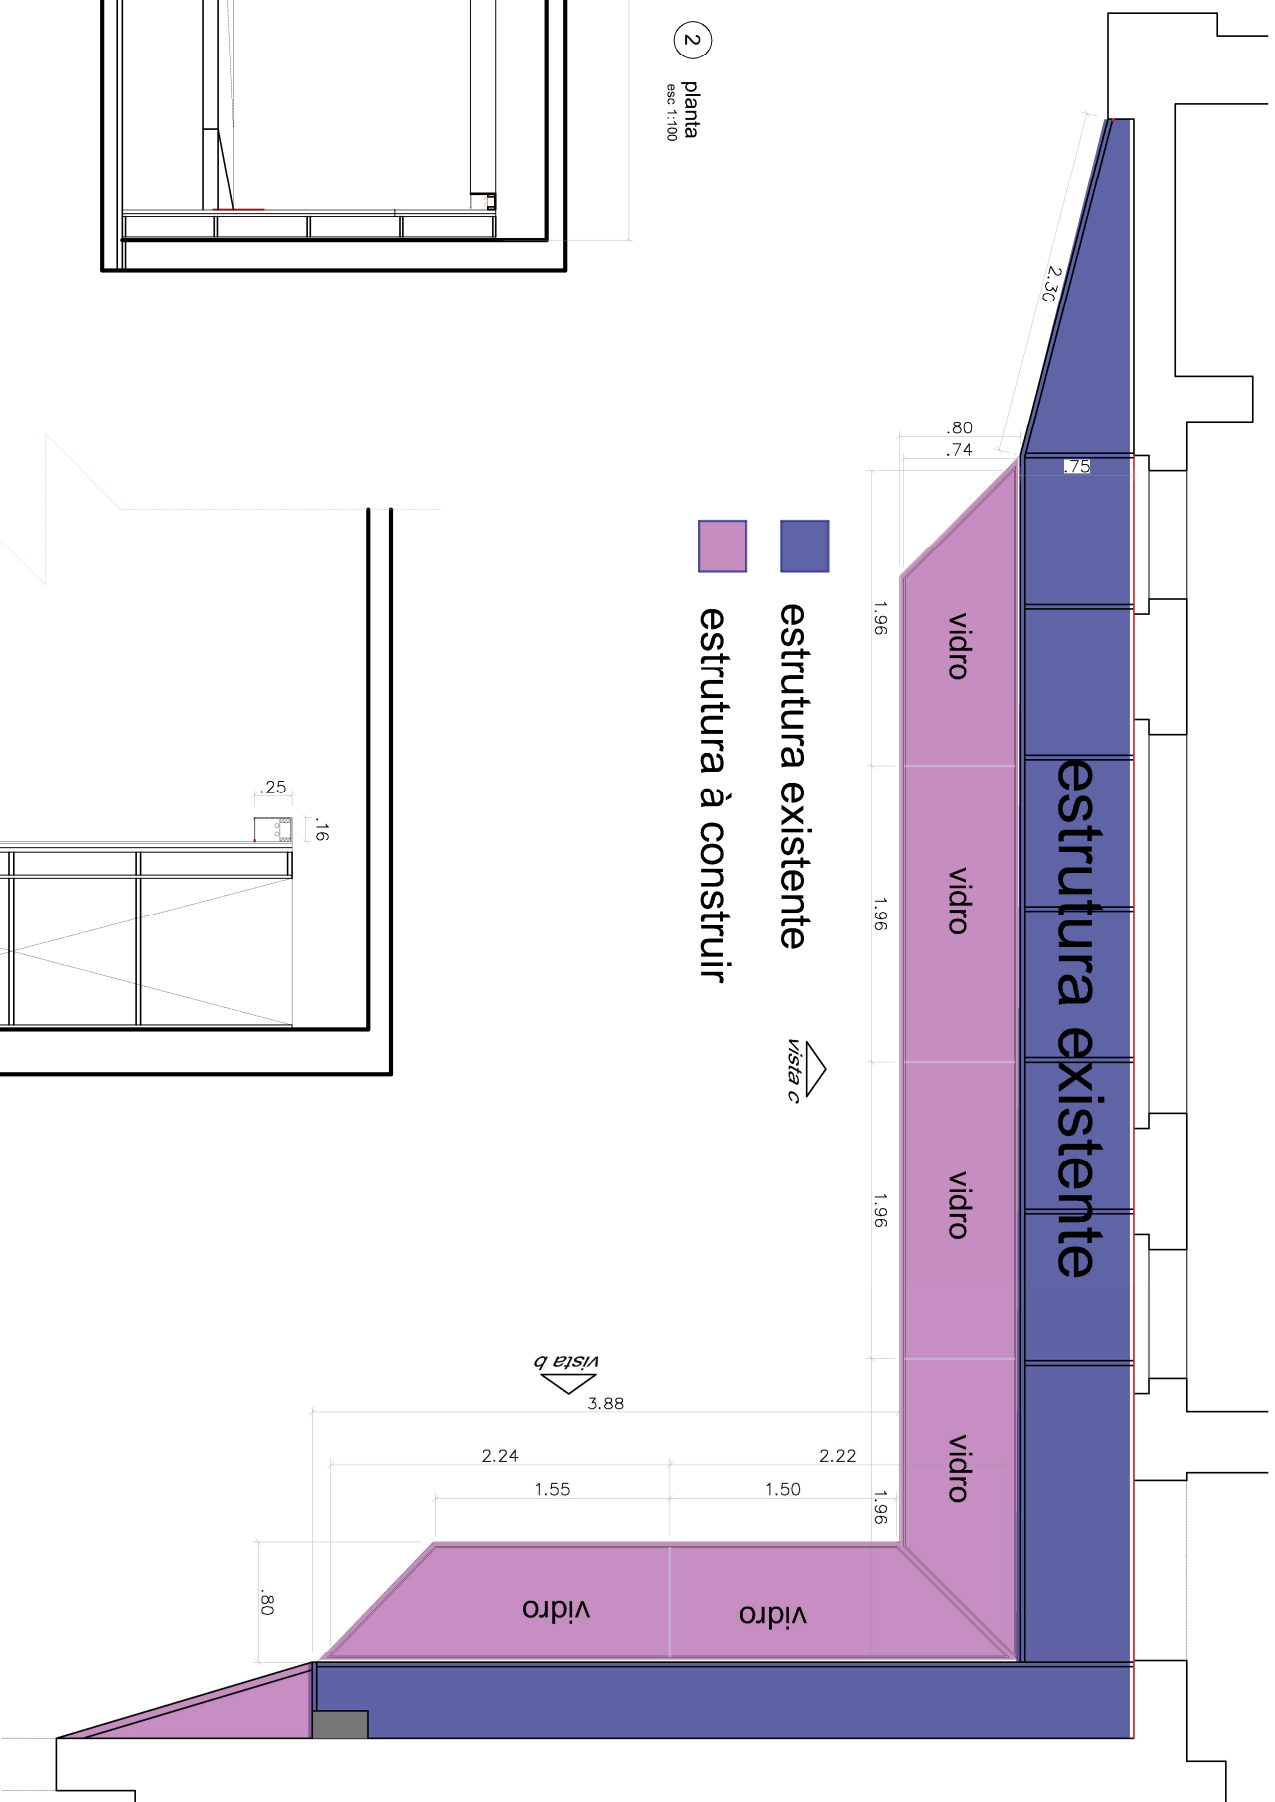 2
planta
esc 1:100
2.30
.80
.74
.75
estrutura existente
estrutura à construir
1.96
1.96
1.96
1.96
vidro
vidro
vidro
vidro
estrutura existente
.25
.16
vista c
vista b
3.88
2.24
2.22
1.55
1.50
.80
vidro
vidro